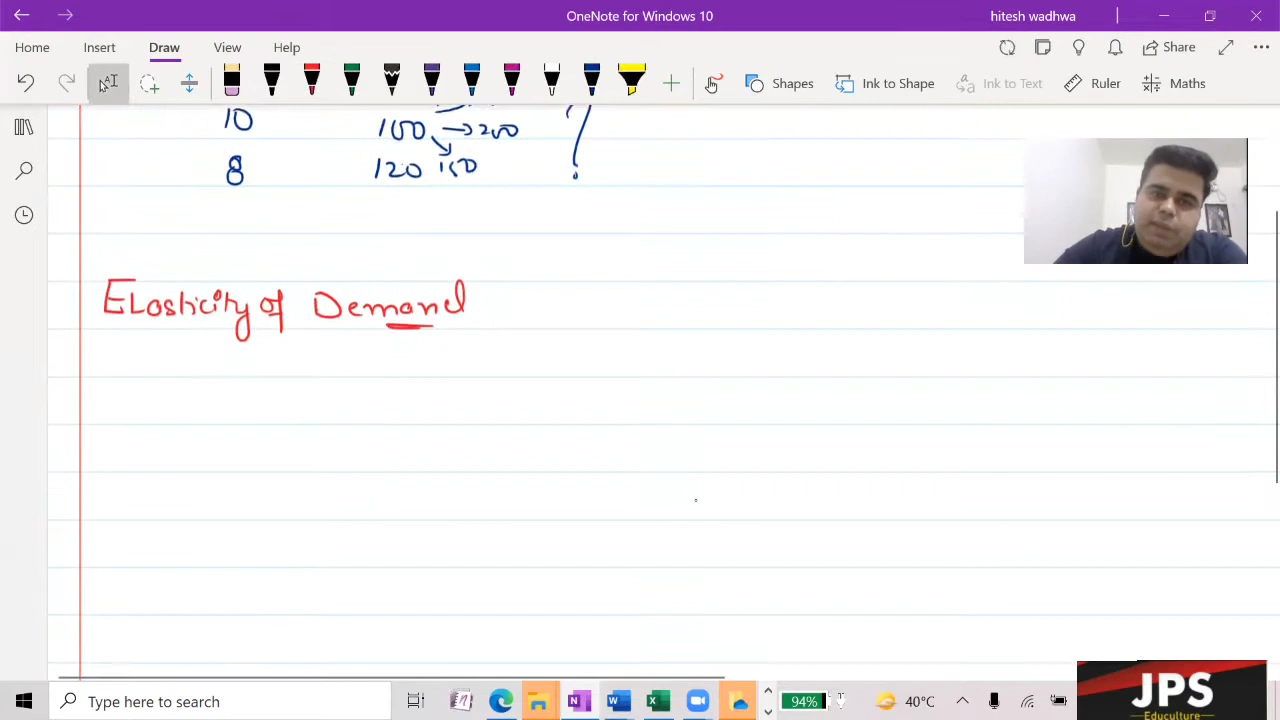 OneNote for Windows 10
hitesh wadhwa
Home Insert Draw View Help
Share
Shapes
Ink to Shape
Ink to Text
Ruler
Maths
10 100 → 200 ?
8 120 150
Elasticity of Demand
Type here to search
94%
40°C
JPS
Educulture